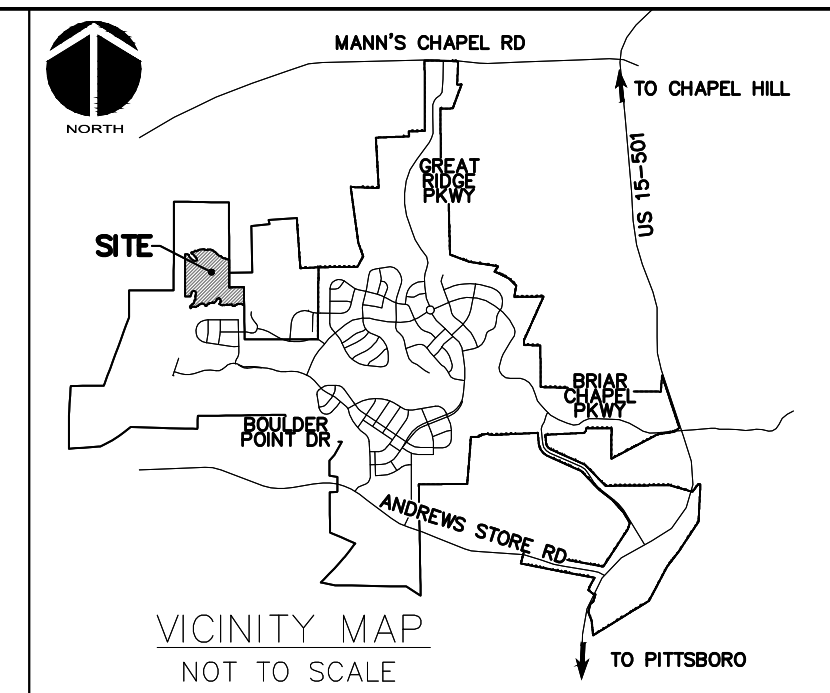 MANN'S CHAPEL RD
TO CHAPEL HILL
NORTH
US 15-501
GREAT
RIDGE
PKWY
SITE
BRIAR
CHAPEL
PKWY
BOULDER
POINT DR
ANDREWS STORE RD
VICINITY MAP
NOT TO SCALE
TO PITTSBORO